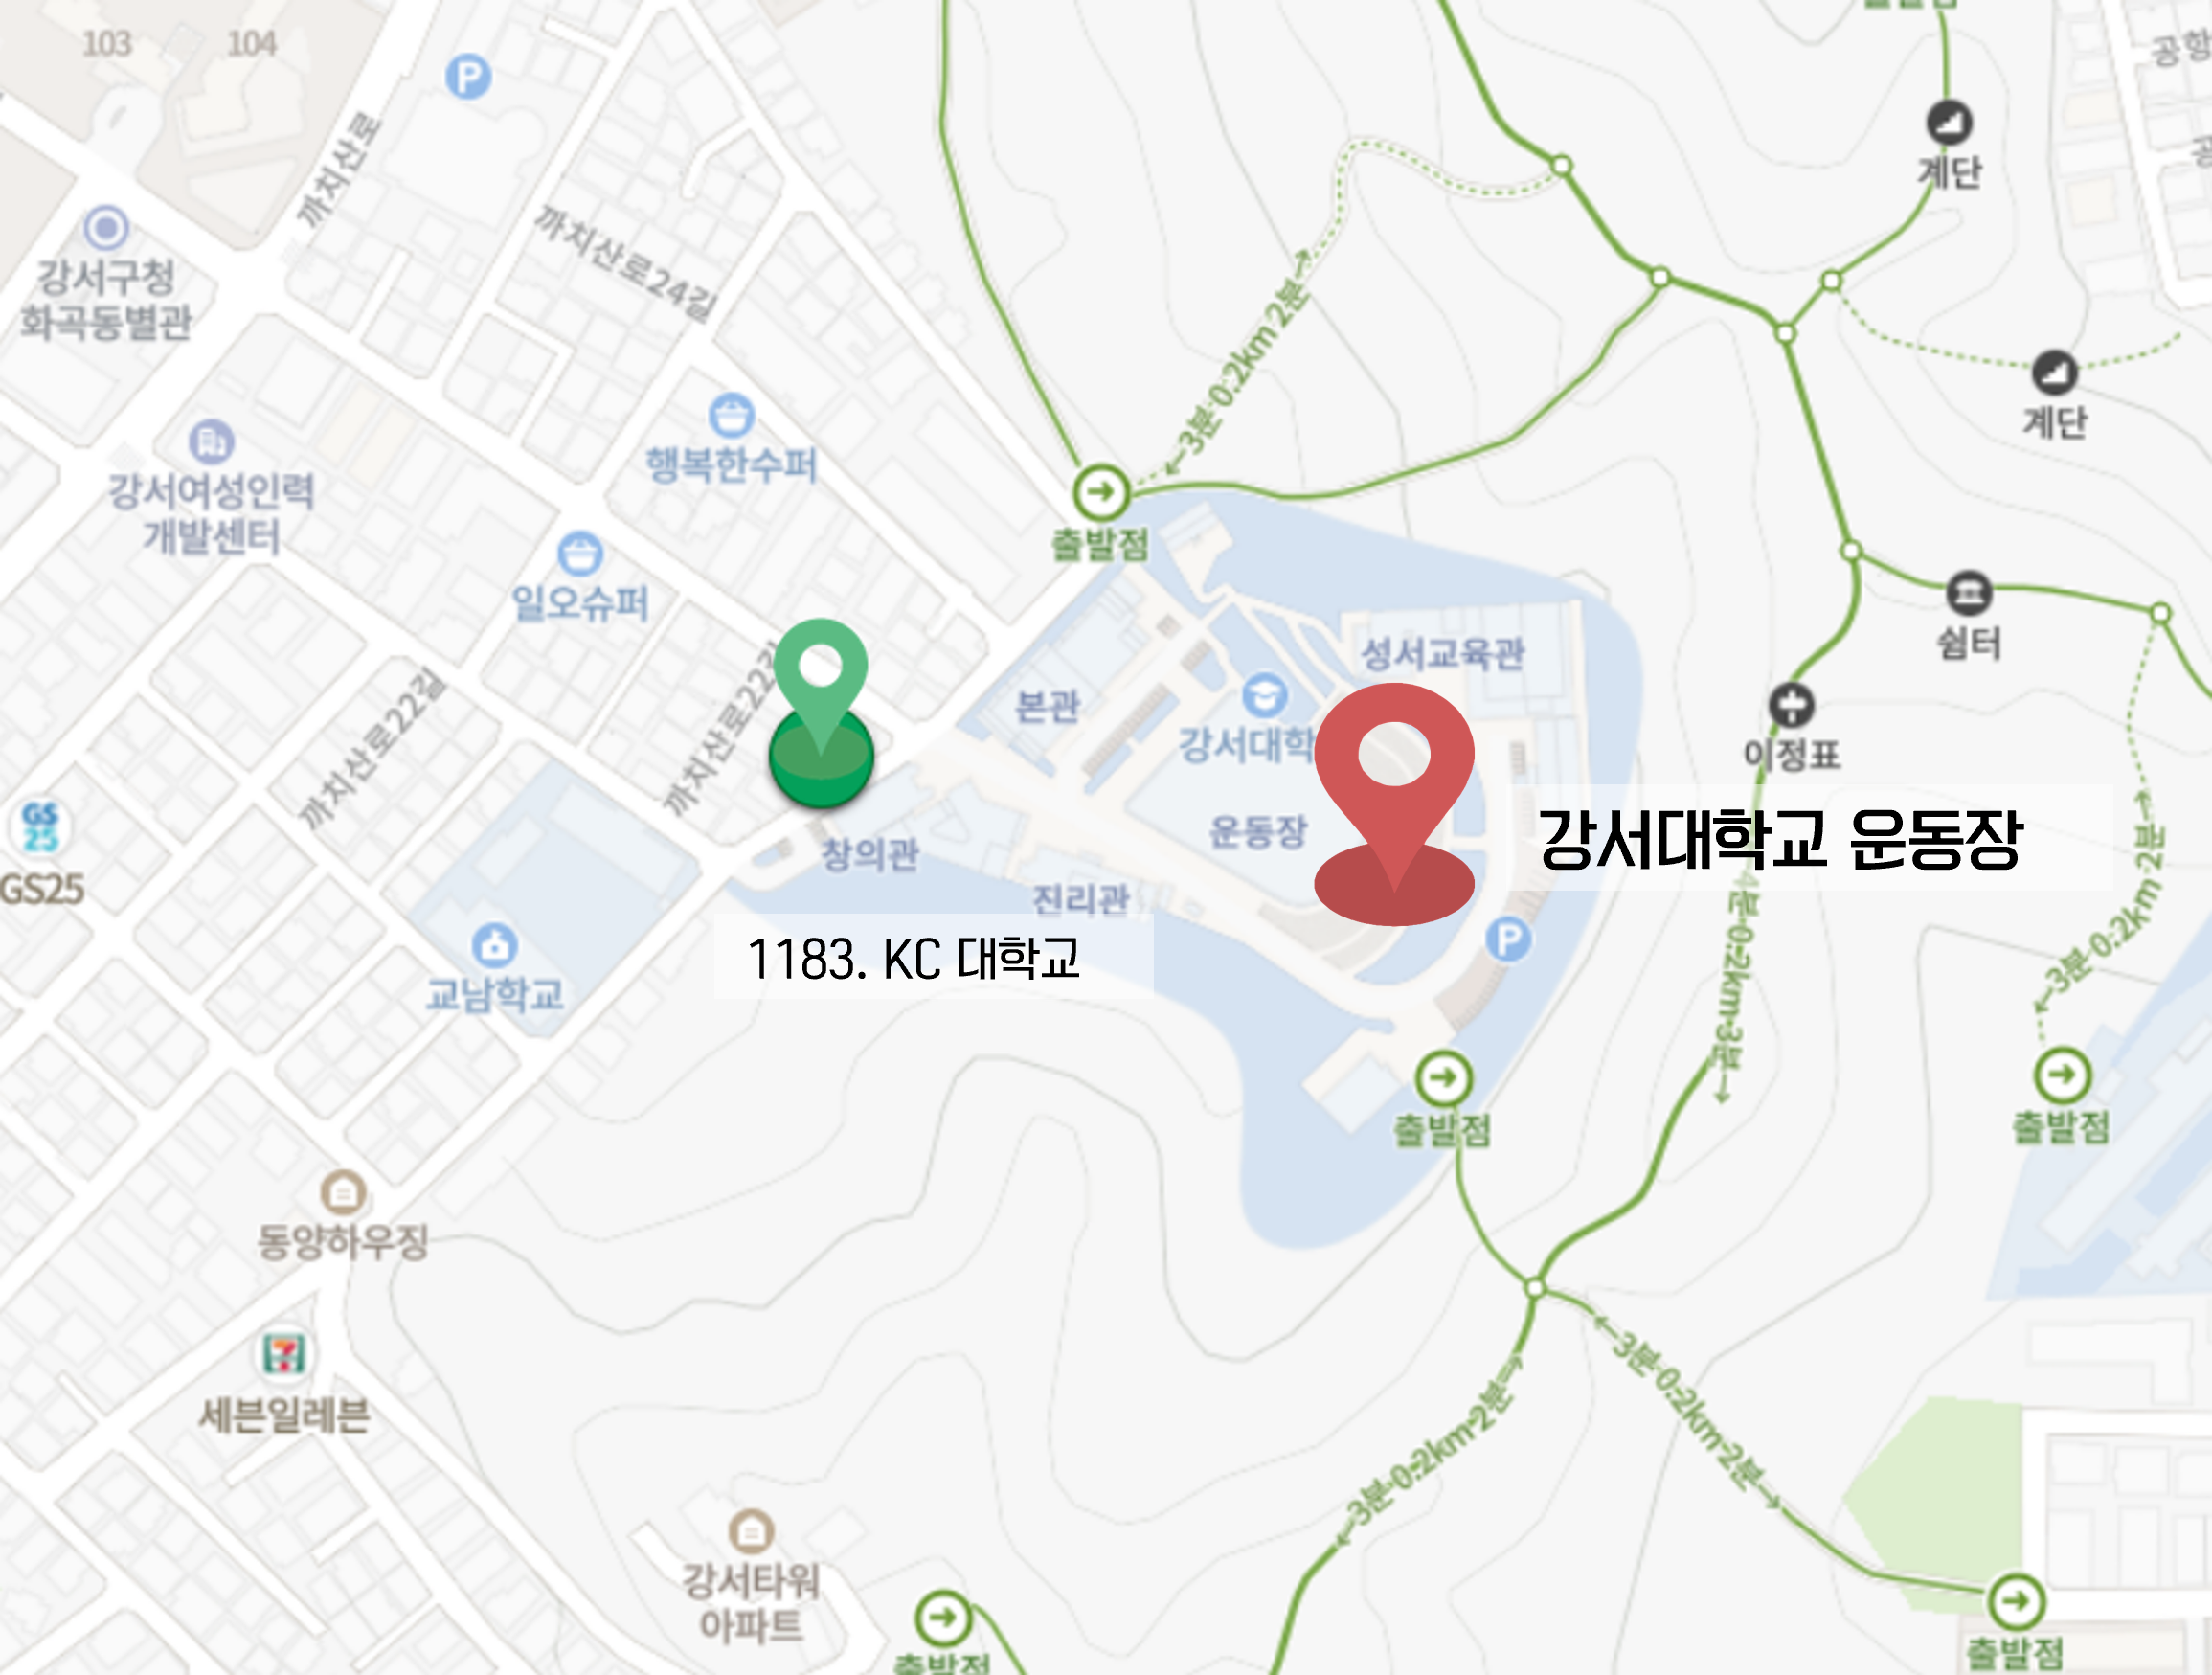 103
104
P
까치산로
공항
계단
강서구청
화곡동별관
까치산로24길
3분 0.2km 2분
계단
강서여성인력
개발센터
행복한수퍼
출발점
일오슈퍼
쉼터
성서교육관
본관
까치산로22길
까치산로22길
강서대학
이정표
GS
25
GS25
창의관
운동장
강서대학교 운동장
진리관
3분 0.2km 2분
1183. KC 대학교
P
교남학교
0.2km 3분
출발점
출발점
동양하우징
7
세븐일레븐
3분 0.2km 2분
3분 0.2km 2분
강서타워
아파트
출발점
출발점